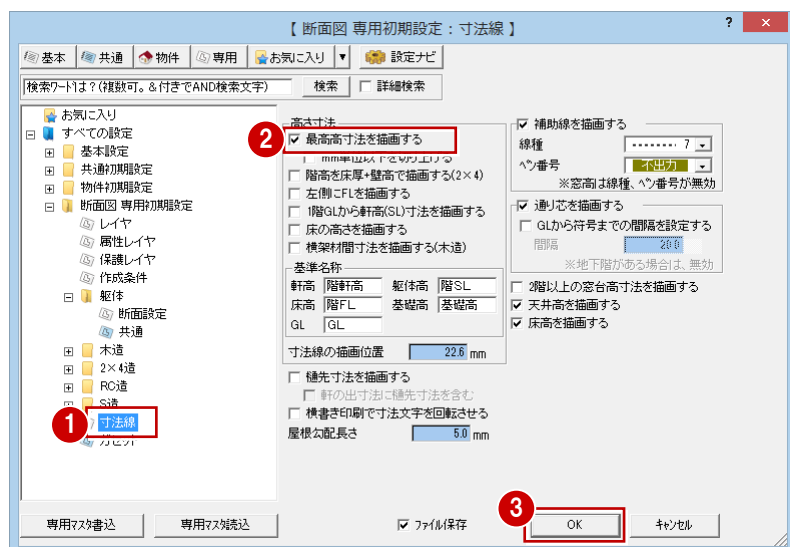 【 断面図 専用初期設定：寸法線 】
?
×
基本 共通 物件 専用 お気に入り ▼ 設定ナビ
検索ワードは？(複数可。&付きでAND検索文字) 検索 詳細検索
お気に入り
すべての設定
基本設定
共通初期設定
物件初期設定
断面図 専用初期設定
レイヤ
属性レイヤ
保護レイヤ
作成条件
躯体
断面設定
共通
木造
2×4造
RC造
S造
1
寸法線
ガセット
高さ寸法
2
最高高寸法を描画する
mm単位以下を切り上げる
階高を床厚+壁高で描画する(2×4)
左側にFLを描画する
1階GLから軒高(SL)寸法を描画する
床の高さを描画する
横架材間寸法を描画する(木造)
基準名称
軒高 階軒高 躯体高 階SL
床高 階FL 基礎高 基礎高
GL GL
寸法線の描画位置 22.6 mm
樋先寸法を描画する
軒の出寸法に樋先寸法を含む
横書き印刷で寸法文字を回転させる
屋根勾配長さ 5.0 mm
補助線を描画する
線種 ········ 7
ペン番号 不出力
※窓高は線種、ペン番号が無効
通り芯を描画する
GLから符号までの間隔を設定する
間隔 20.0
※地下階がある場合は、無効
2階以上の窓台高寸法を描画する
天井高を描画する
床高を描画する
専用マスタ書込 専用マスタ読込 ファイル保存
3
OK キャンセル